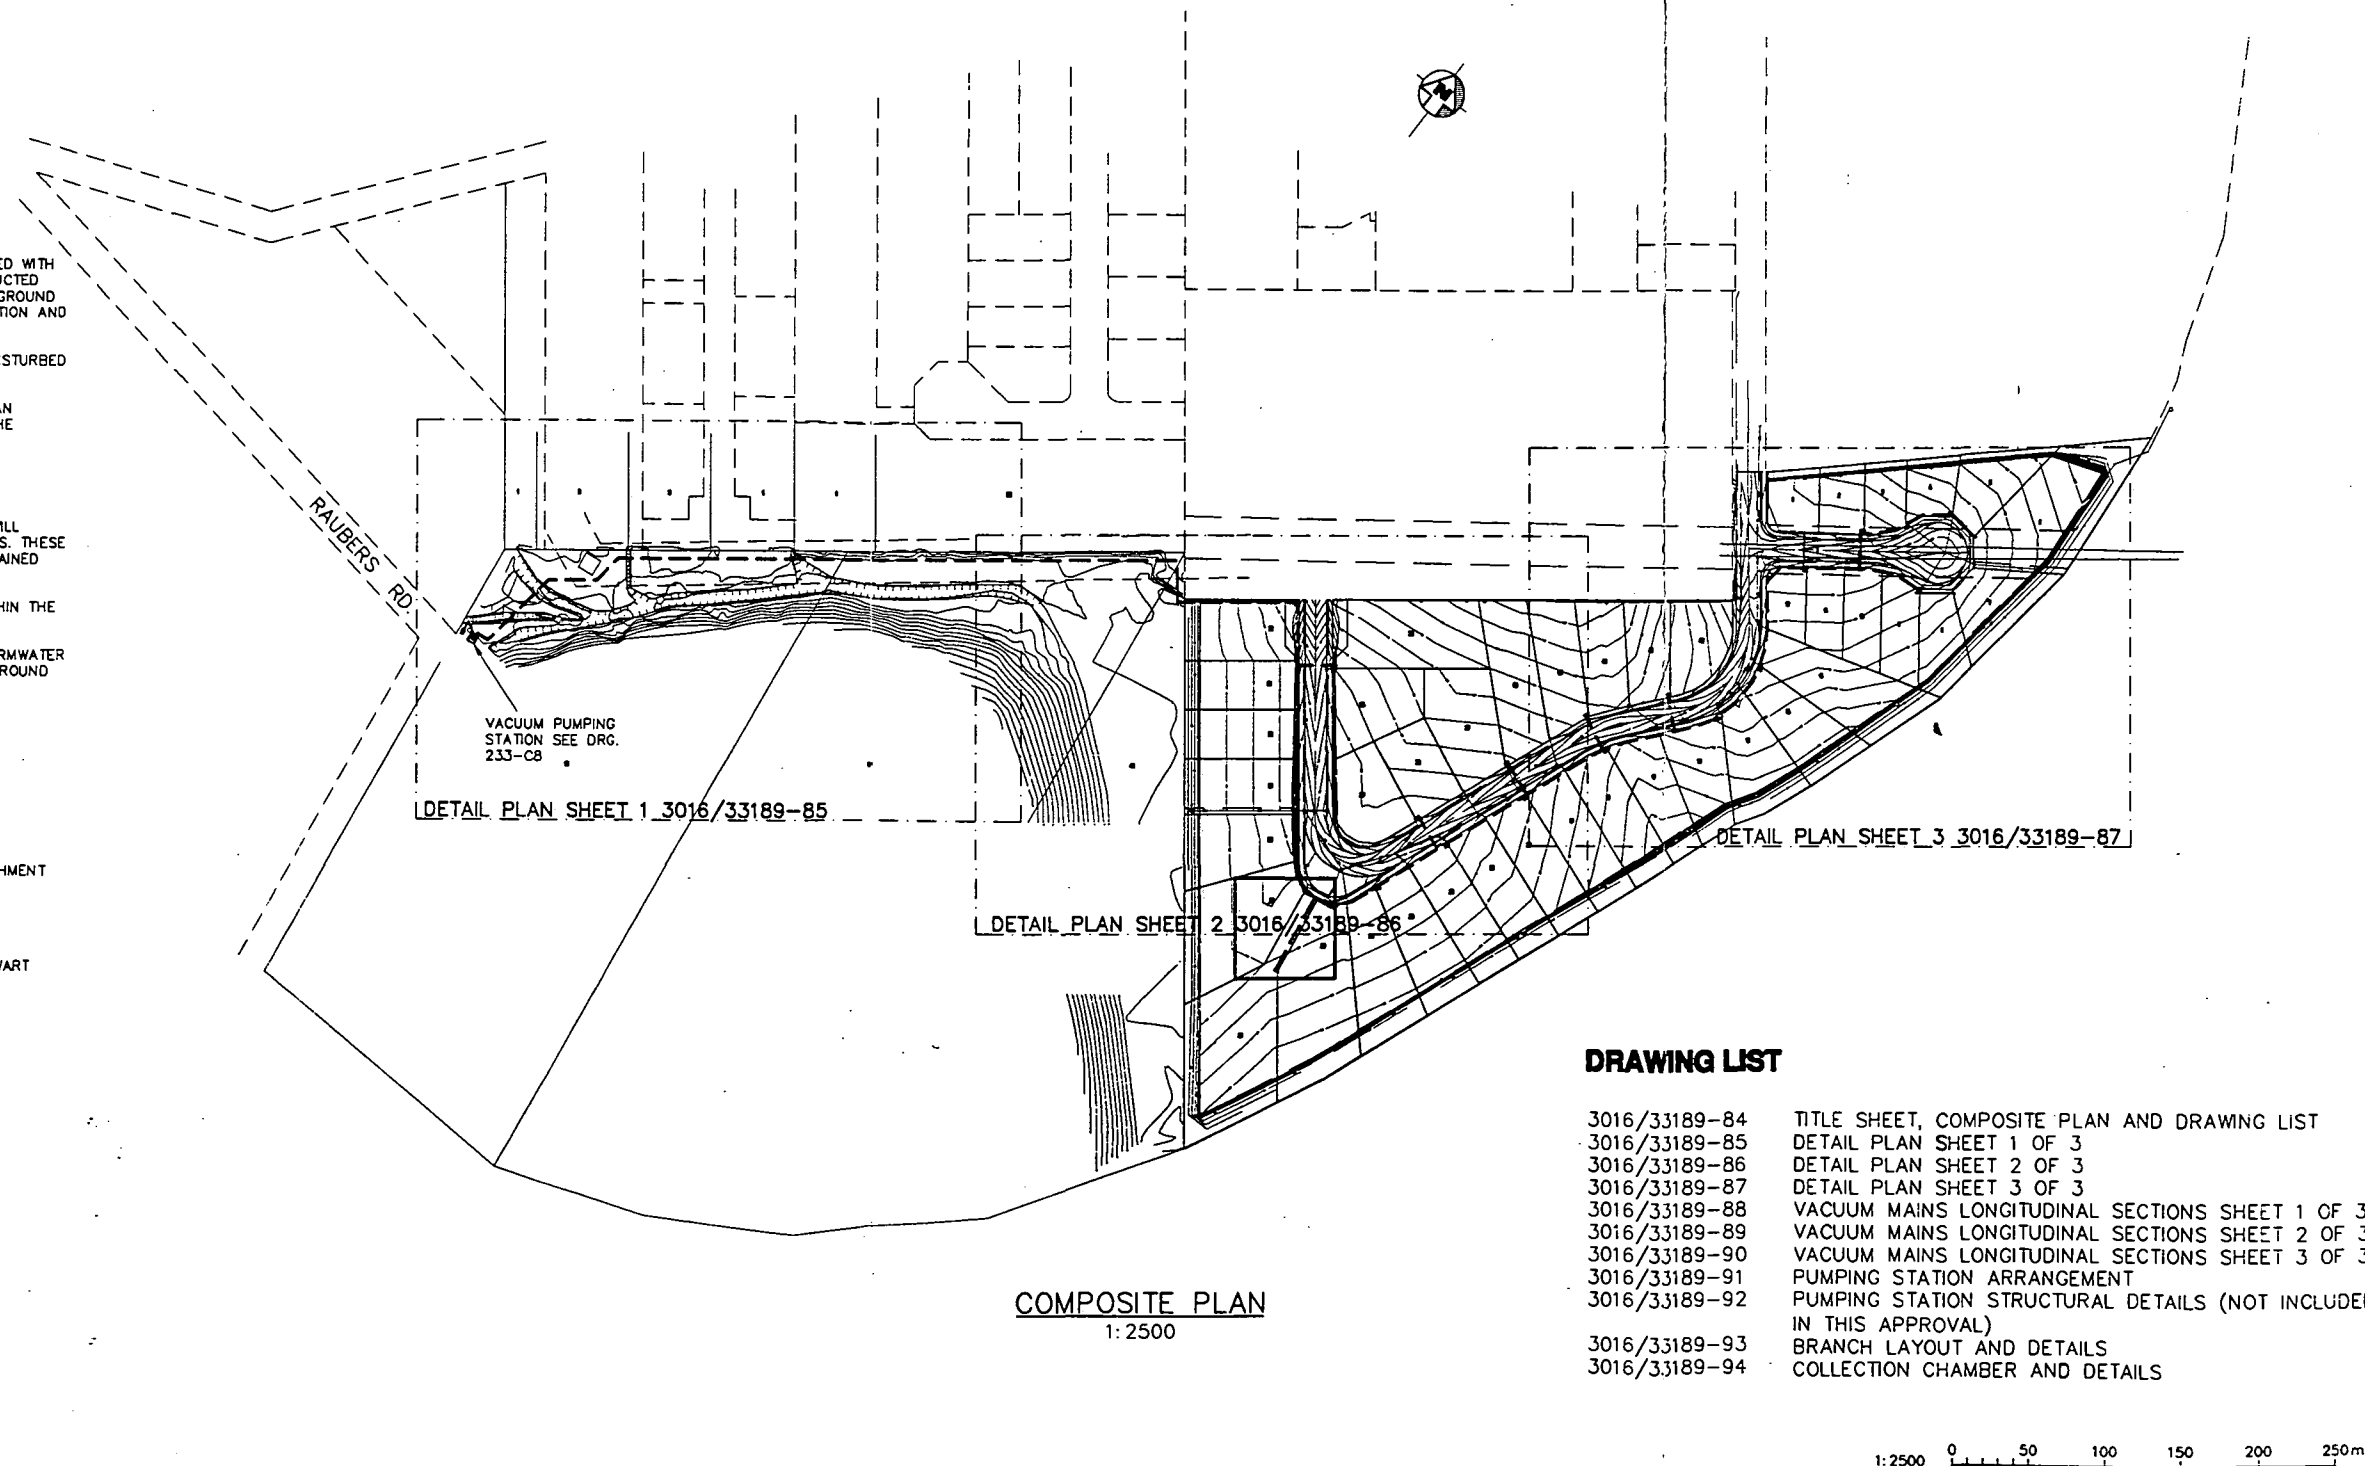 N
ED WITH
UCTED
GROUND
TION AND
ISTURBED
AN
HE
ILL
S. THESE
AINED
HIN THE
RMWATER
ROUND
HMENT
WART
RAUBERS RD.
VACUUM PUMPING
STATION SEE DRG.
233-C8
DETAIL PLAN SHEET 1 3016/33189-85
DETAIL PLAN SHEET 2 3016/33189-86
DETAIL PLAN SHEET 3 3016/33189-87
DRAWING LIST
3016/33189-84 TITLE SHEET, COMPOSITE PLAN AND DRAWING LIST
3016/33189-85 DETAIL PLAN SHEET 1 OF 3
3016/33189-86 DETAIL PLAN SHEET 2 OF 3
3016/33189-87 DETAIL PLAN SHEET 3 OF 3
3016/33189-88 VACUUM MAINS LONGITUDINAL SECTIONS SHEET 1 OF 3
3016/33189-89 VACUUM MAINS LONGITUDINAL SECTIONS SHEET 2 OF 3
3016/33189-90 VACUUM MAINS LONGITUDINAL SECTIONS SHEET 3 OF 3
3016/33189-91 PUMPING STATION ARRANGEMENT
3016/33189-92 PUMPING STATION STRUCTURAL DETAILS (NOT INCLUDE
IN THIS APPROVAL)
3016/33189-93 BRANCH LAYOUT AND DETAILS
3016/33189-94 COLLECTION CHAMBER AND DETAILS
COMPOSITE PLAN
1:2500
1:2500 0 50 100 150 200 250m